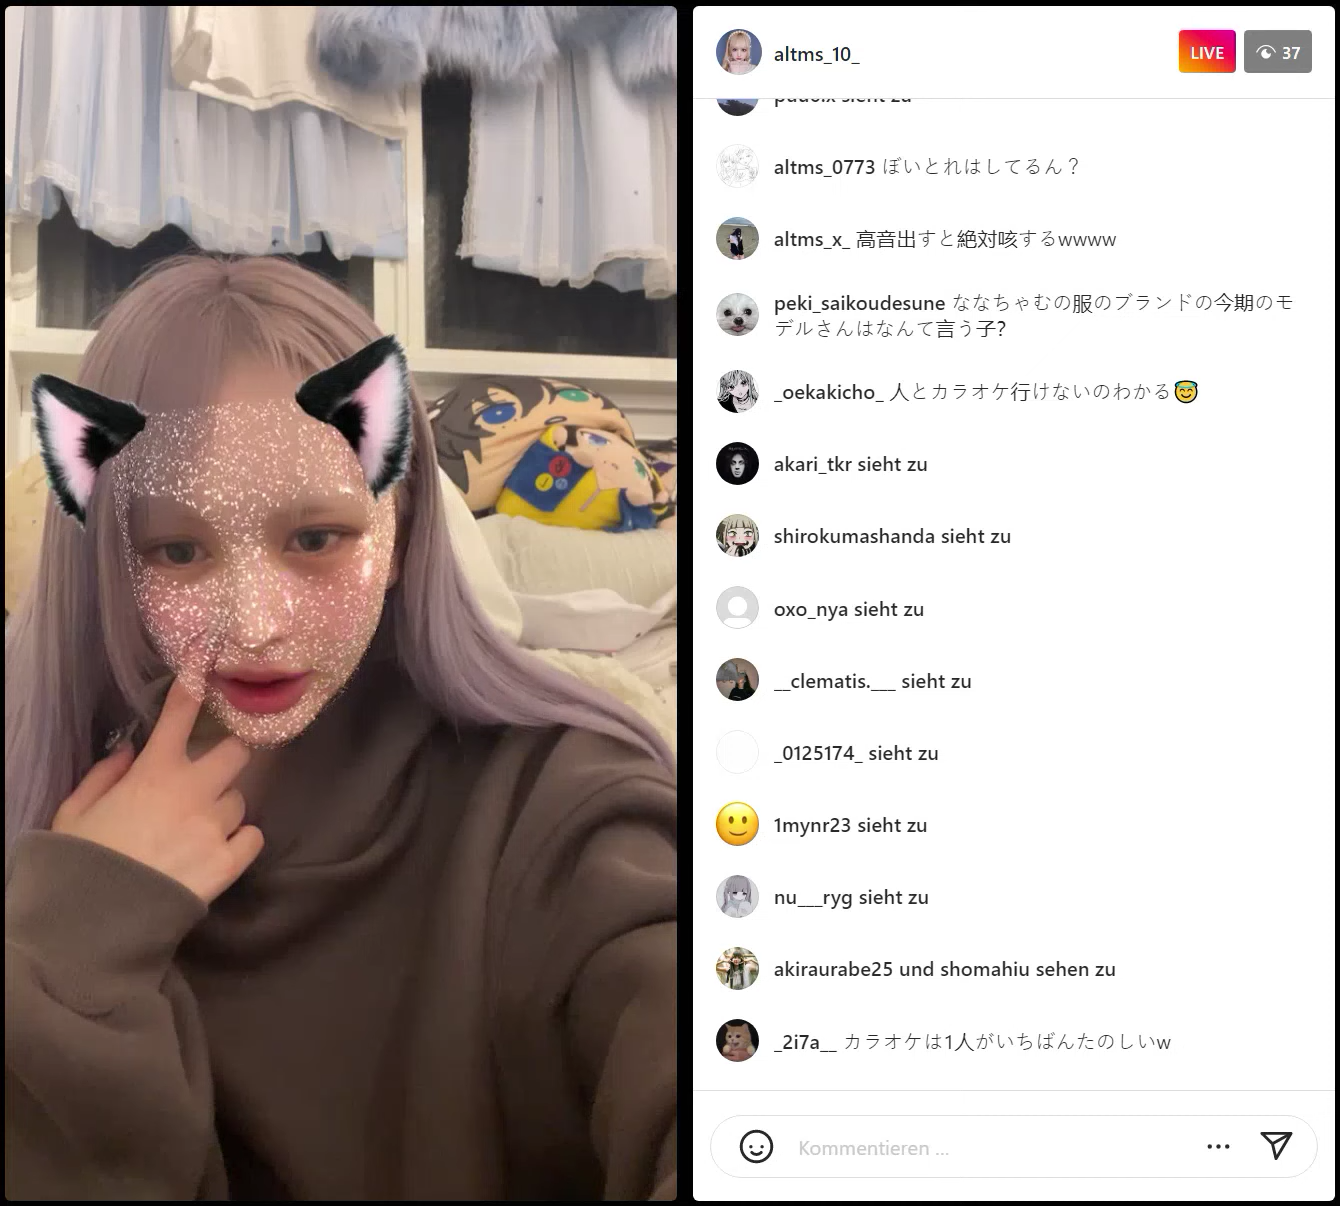 altms_10_
LIVE
37
altms_0773 ぼいとれはしてるん？
altms_x_ 高音出すと絶対咳するwwww
peki_saikoudesune ななちゃむの服のブランドの今期のモ
デルさんはなんて言う子?
_oekakicho_ 人とカラオケ行けないのわかる😇
akari_tkr sieht zu
shirokumashanda sieht zu
oxo_nya sieht zu
__clematis.___ sieht zu
_0125174_ sieht zu
1mynr23 sieht zu
nu___ryg sieht zu
akiraurabe25 und shomahiu sehen zu
_2i7a__ カラオケは1人がいちばんたのしいw
Kommentieren ...